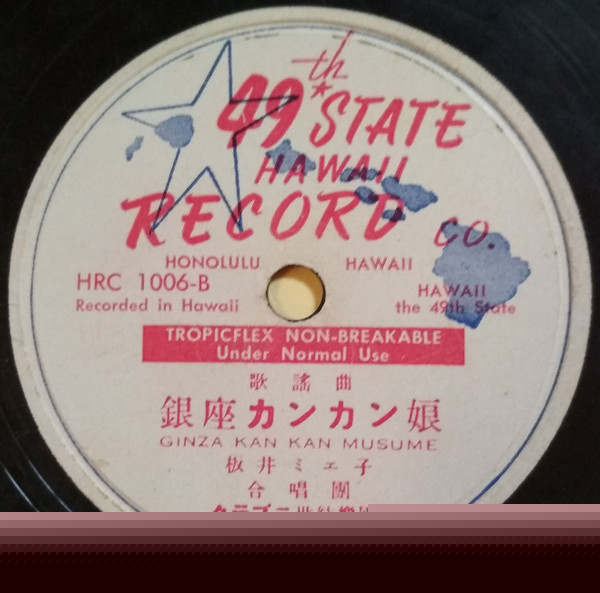 49th STATE
HAWAII
RECORD CO.
HONOLULU HAWAII
HRC 1006-B
Recorded in Hawaii
HAWAII
the 49th State
TROPICFLEX NON-BREAKABLE
Under Normal Use
歌謡曲
銀座カンカン娘
GINZA KAN KAN MUSUME
板井ミエ子
合唱團